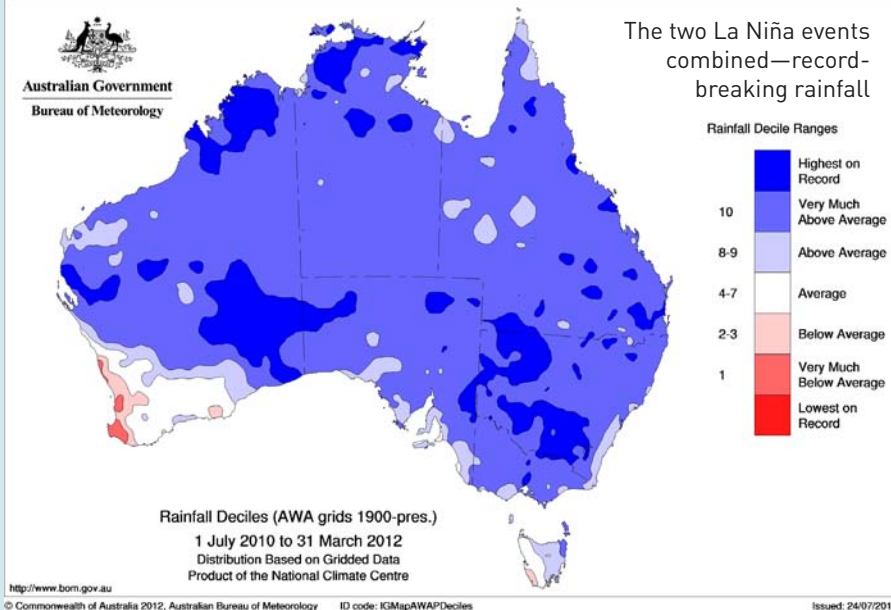 The two La Niña events
combined—record-
breaking rainfall
Australian Government
Bureau of Meteorology
Rainfall Decile Ranges
Highest on
Record
10
Very Much
Above Average
8-9
Above Average
4-7
Average
2-3
Below Average
1
Very Much
Below Average
Lowest on
Record
Rainfall Deciles (AWA grids 1900-pres.)
1 July 2010 to 31 March 2012
Distribution Based on Gridded Data
Product of the National Climate Centre
http://www.bom.gov.au
© Commonwealth of Australia 2012, Australian Bureau of Meteorology ID code: IGMapAWAPDeciles Issued: 24/07/201